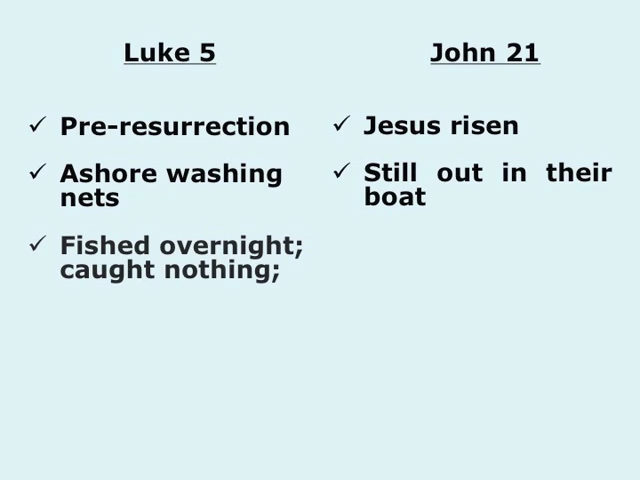 Luke 5
Pre-resurrection
Ashore washing
nets
Fished overnight;
caught nothing;
John 21
Jesus risen
Still out in their
boat